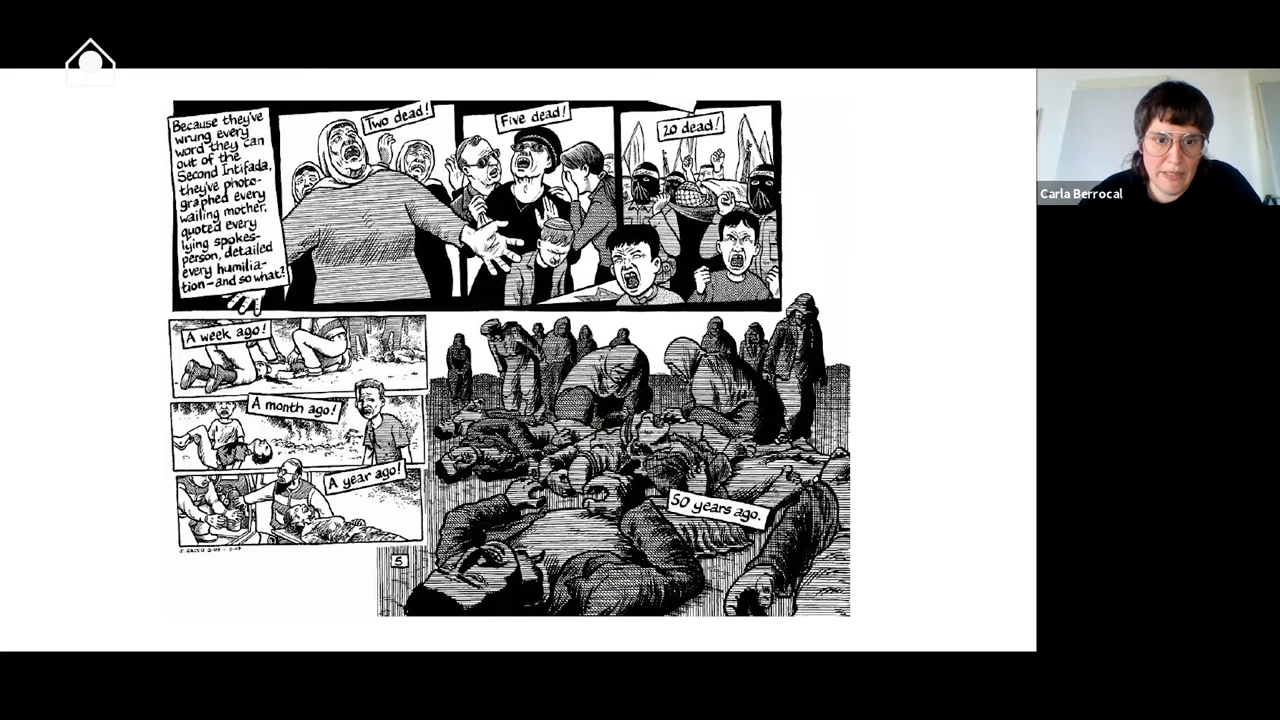 Because they've
wrung every
word they can
out of the
Second Intifada,
they've photo-
graphed every
wailing mother,
quoted every
lying spokes-
person, detailed
every humilia-
tion—and so what?
Two dead!
Five dead!
20 dead!
A week ago!
A month ago!
A year ago!
50 years ago.
5
Carla Berrocal